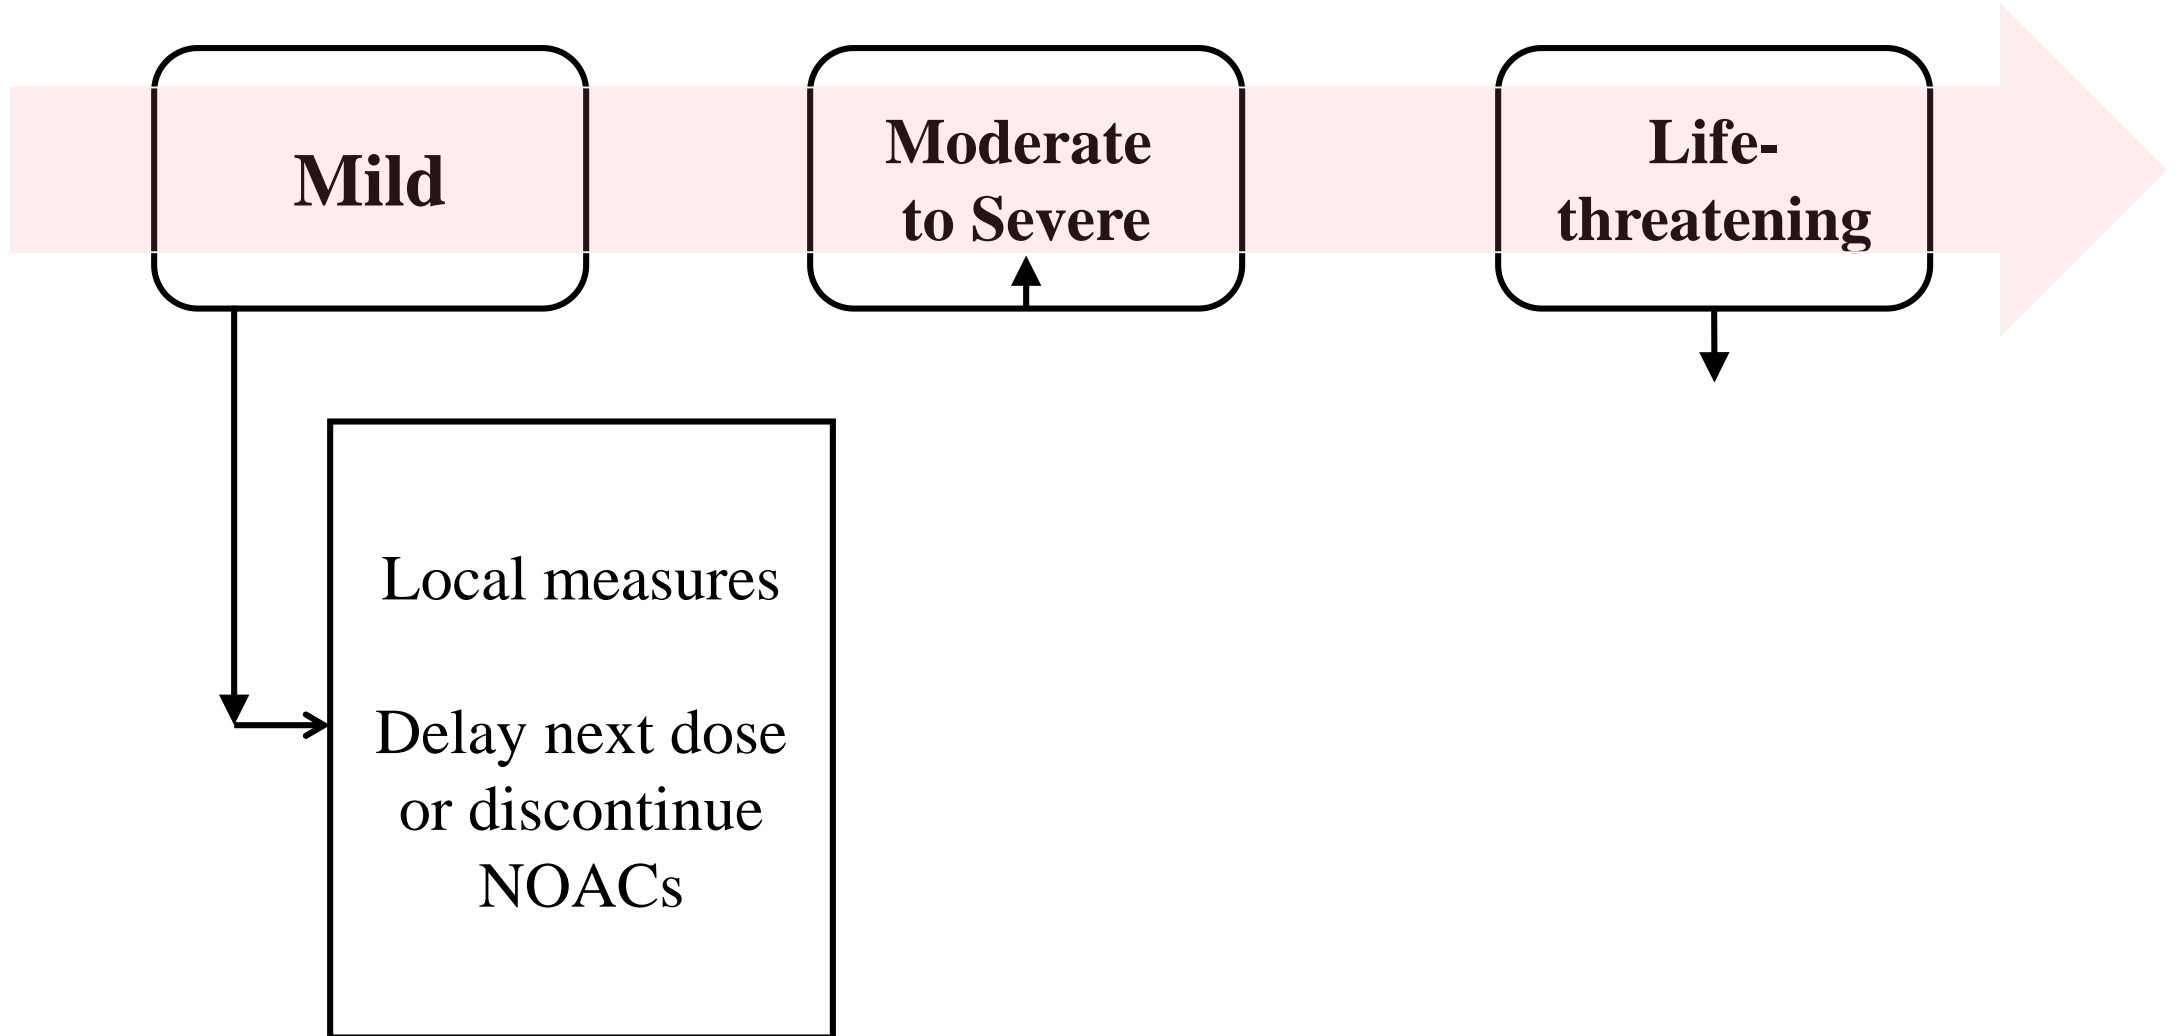 Mild
Moderate
to Severe
Life-
threatening
Local measures
Delay next dose
or discontinue
NOACs